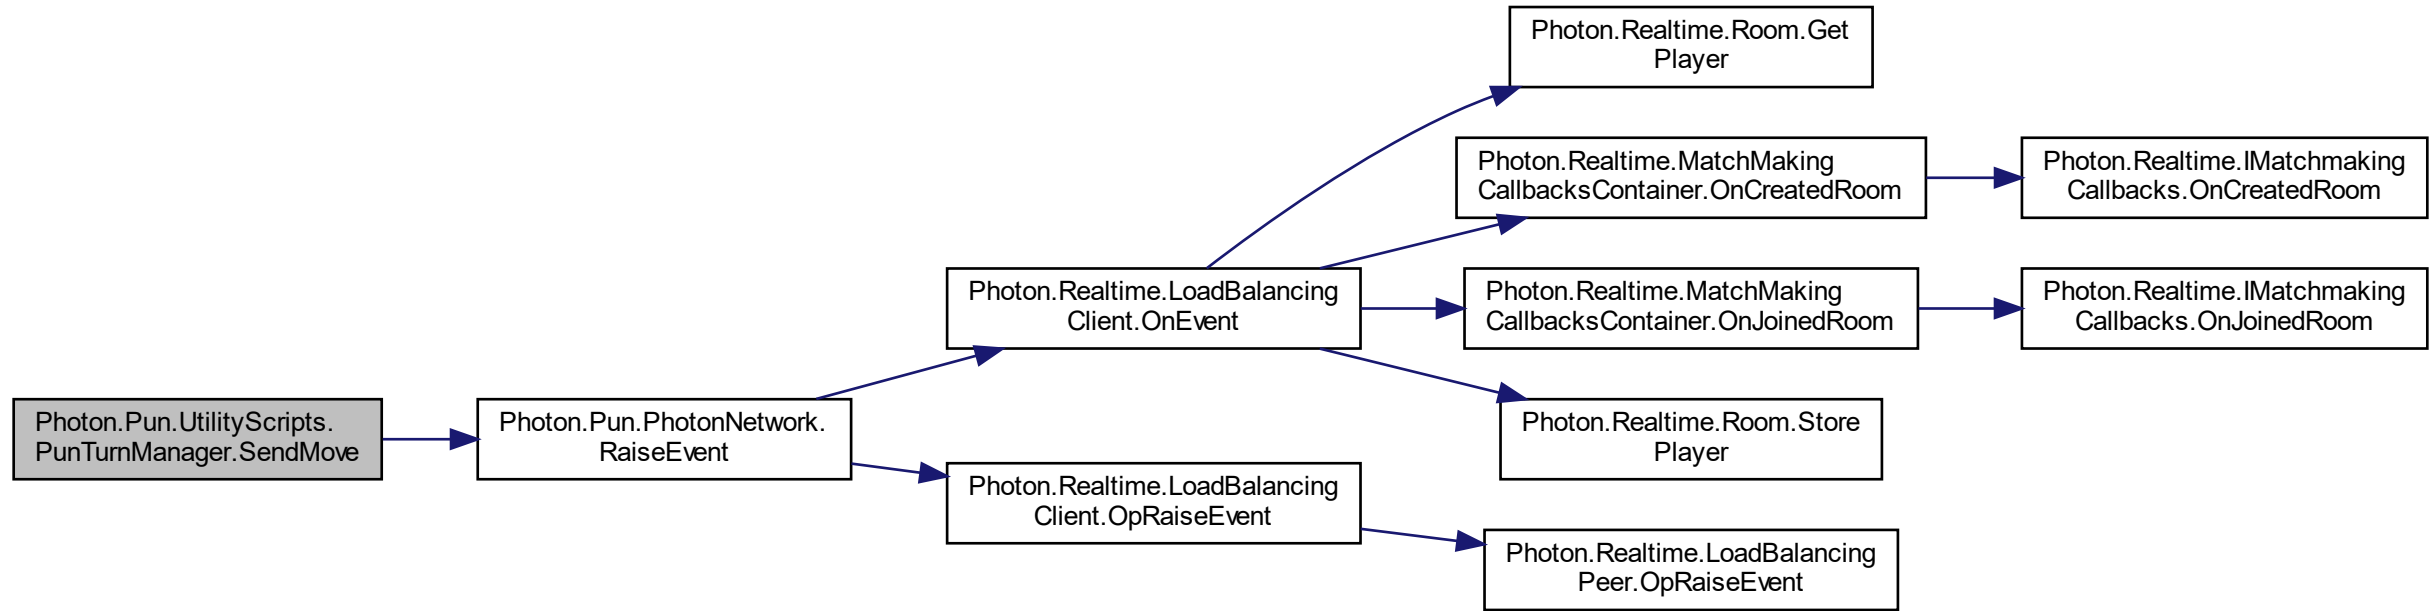 Photon.Pun.UtilityScripts.
PunTurnManager.SendMove
Photon.Pun.PhotonNetwork.
RaiseEvent
Photon.Realtime.LoadBalancing
Client.OnEvent
Photon.Realtime.Room.Get
Player
Photon.Realtime.MatchMaking
CallbacksContainer.OnCreatedRoom
Photon.Realtime.IMatchmaking
Callbacks.OnCreatedRoom
Photon.Realtime.MatchMaking
CallbacksContainer.OnJoinedRoom
Photon.Realtime.IMatchmaking
Callbacks.OnJoinedRoom
Photon.Realtime.Room.Store
Player
Photon.Realtime.LoadBalancing
Client.OpRaiseEvent
Photon.Realtime.LoadBalancing
Peer.OpRaiseEvent